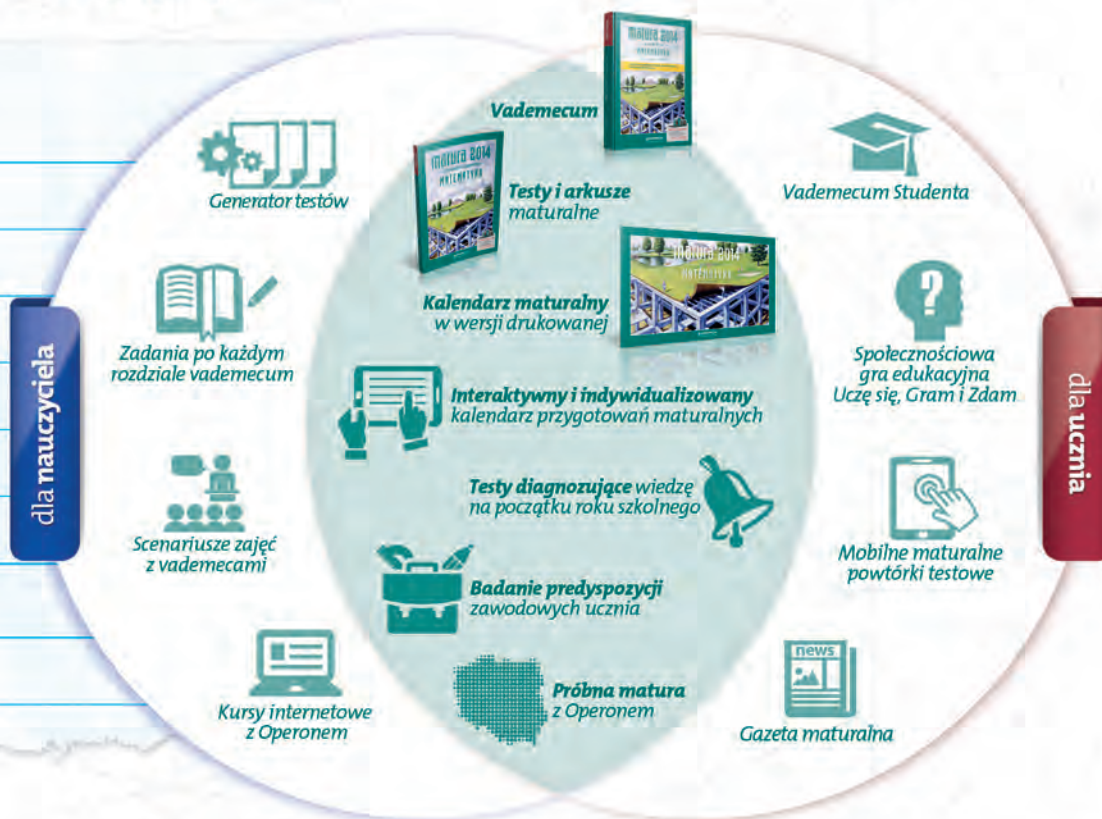 dla nauczyciela
Generator testów
Zadania po każdym
rozdziale vademecum
Scenariusze zajęć
z vademecami
Kursy internetowe
z Operonem
Vademecum
matura 2014
MATEMATYKA
Testy i arkusze
maturalne
matura 2014
MATEMATYKA
Kalendarz maturalny
w wersji drukowanej
matura 2014
MATEMATYKA
Interaktywny i indywidualizowany
kalendarz przygotowań maturalnych
Testy diagnozujące wiedzę
na początku roku szkolnego
Badanie predyspozycji
zawodowych ucznia
Próbna matura
z Operonem
Vademecum Studenta
?
Społecznościowa
gra edukacyjna
Uczę się, Gram i Zdam
Mobilne maturalne
powtórki testowe
news
Gazeta maturalna
dla ucznia